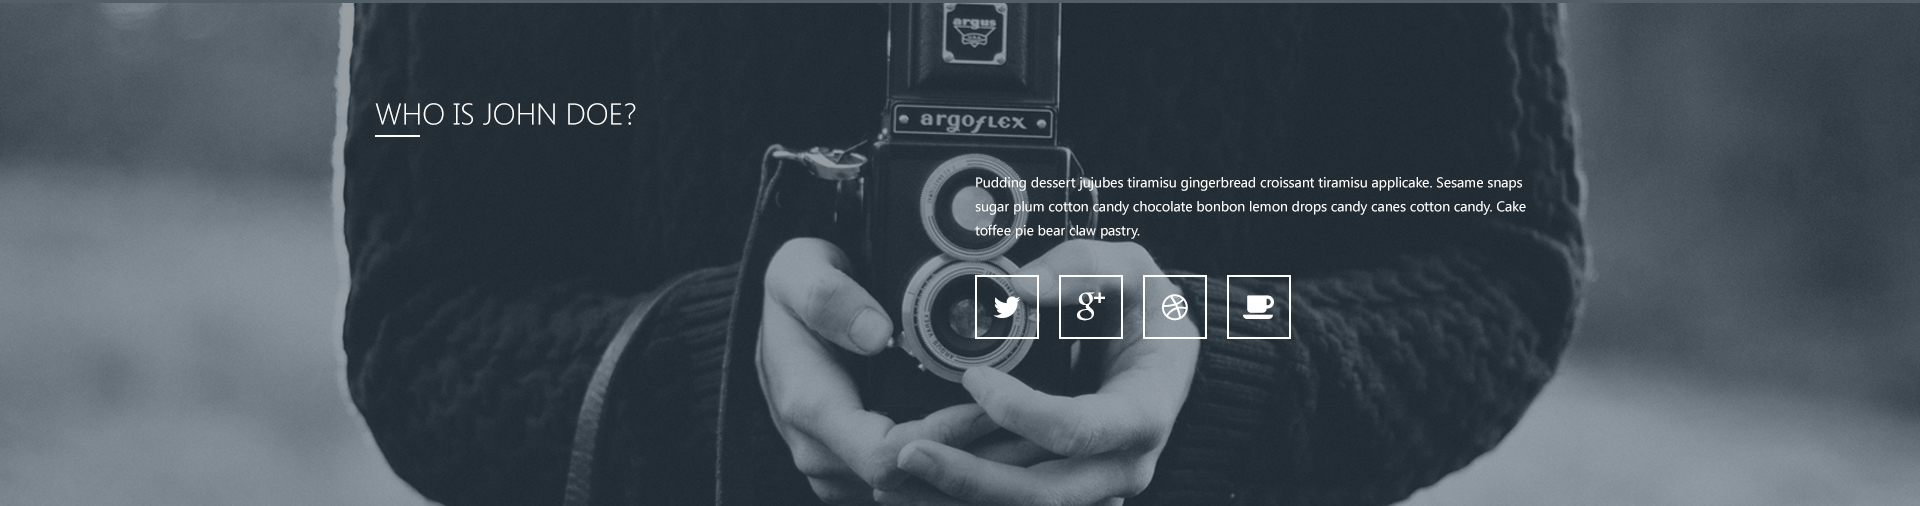 argus
argoflex
WHO IS JOHN DOE?
Pudding dessert jujubes tiramisu gingerbread croissant tiramisu applicake. Sesame snaps
sugar plum cotton candy chocolate bonbon lemon drops candy canes cotton candy. Cake
toffee pie bear claw pastry.
g+